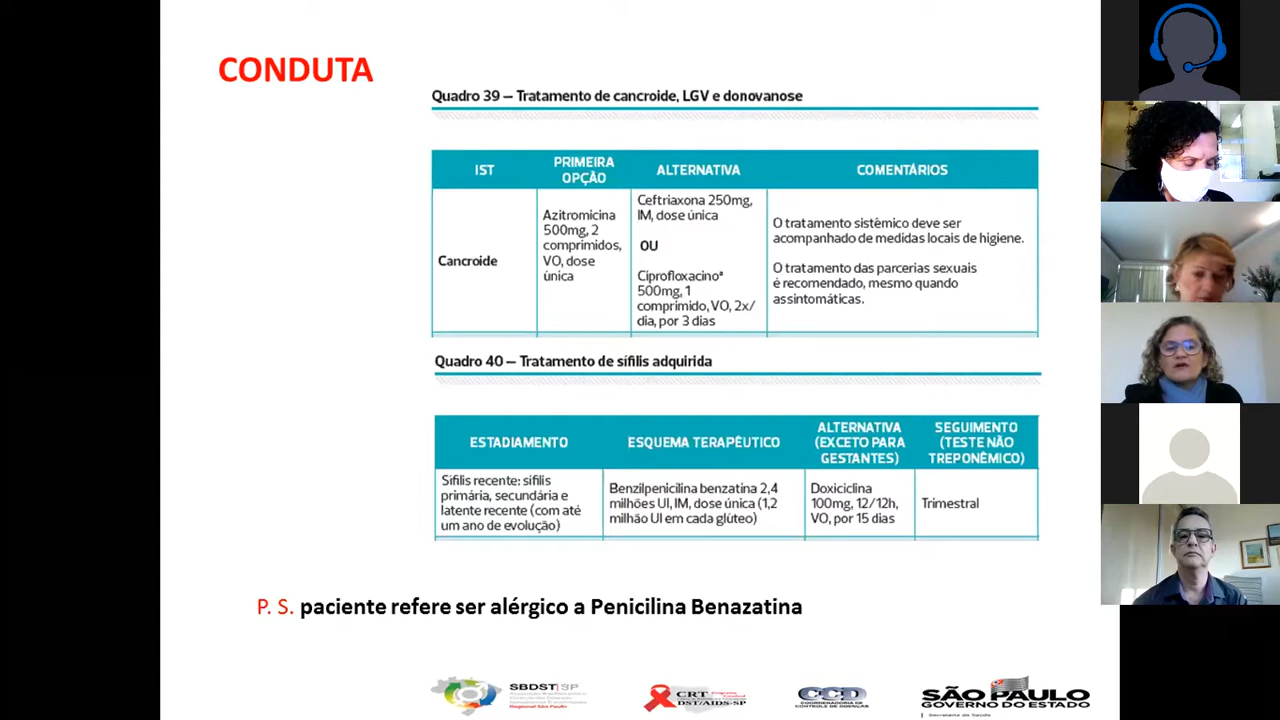 CONDUTA
Quadro 39 – Tratamento de cancroide, LGV e donovanose
IST
PRIMEIRA
OPÇÃO
ALTERNATIVA
COMENTÁRIOS
Cancroide
Azitromicina
500mg, 2
comprimidos,
VO, dose
única
Ceftriaxona 250mg,
IM, dose única
OU
Ciprofloxacinoª
500mg, 1
comprimido, VO, 2x/
dia, por 3 dias
O tratamento sistêmico deve ser
acompanhado de medidas locais de higiene.
O tratamento das parcerias sexuais
é recomendado, mesmo quando
assintomáticas.
Quadro 40 – Tratamento de sífilis adquirida
ESTADIAMENTO
ESQUEMA TERAPÊUTICO
ALTERNATIVA
(EXCETO PARA
GESTANTES)
SEGUIMENTO
(TESTE NÃO
TREPONÊMICO)
Sífilis recente: sífilis
primária, secundária e
latente recente (com até
um ano de evolução)
Benzilpenicilina benzatina 2,4
milhões UI, IM, dose única (1,2
milhão UI em cada glúteo)
Doxiciclina
100mg, 12/12h,
VO, por 15 dias
Trimestral
P. S. paciente refere ser alérgico a Penicilina Benazatina
SBDST SP
Regional São Paulo
CRT
DST/AIDS-SP
CCD
COORDENADORIA DE
CONTROLE DE DOENÇAS
SÃO PAULO
GOVERNO DO ESTADO
Secretaria da Saúde